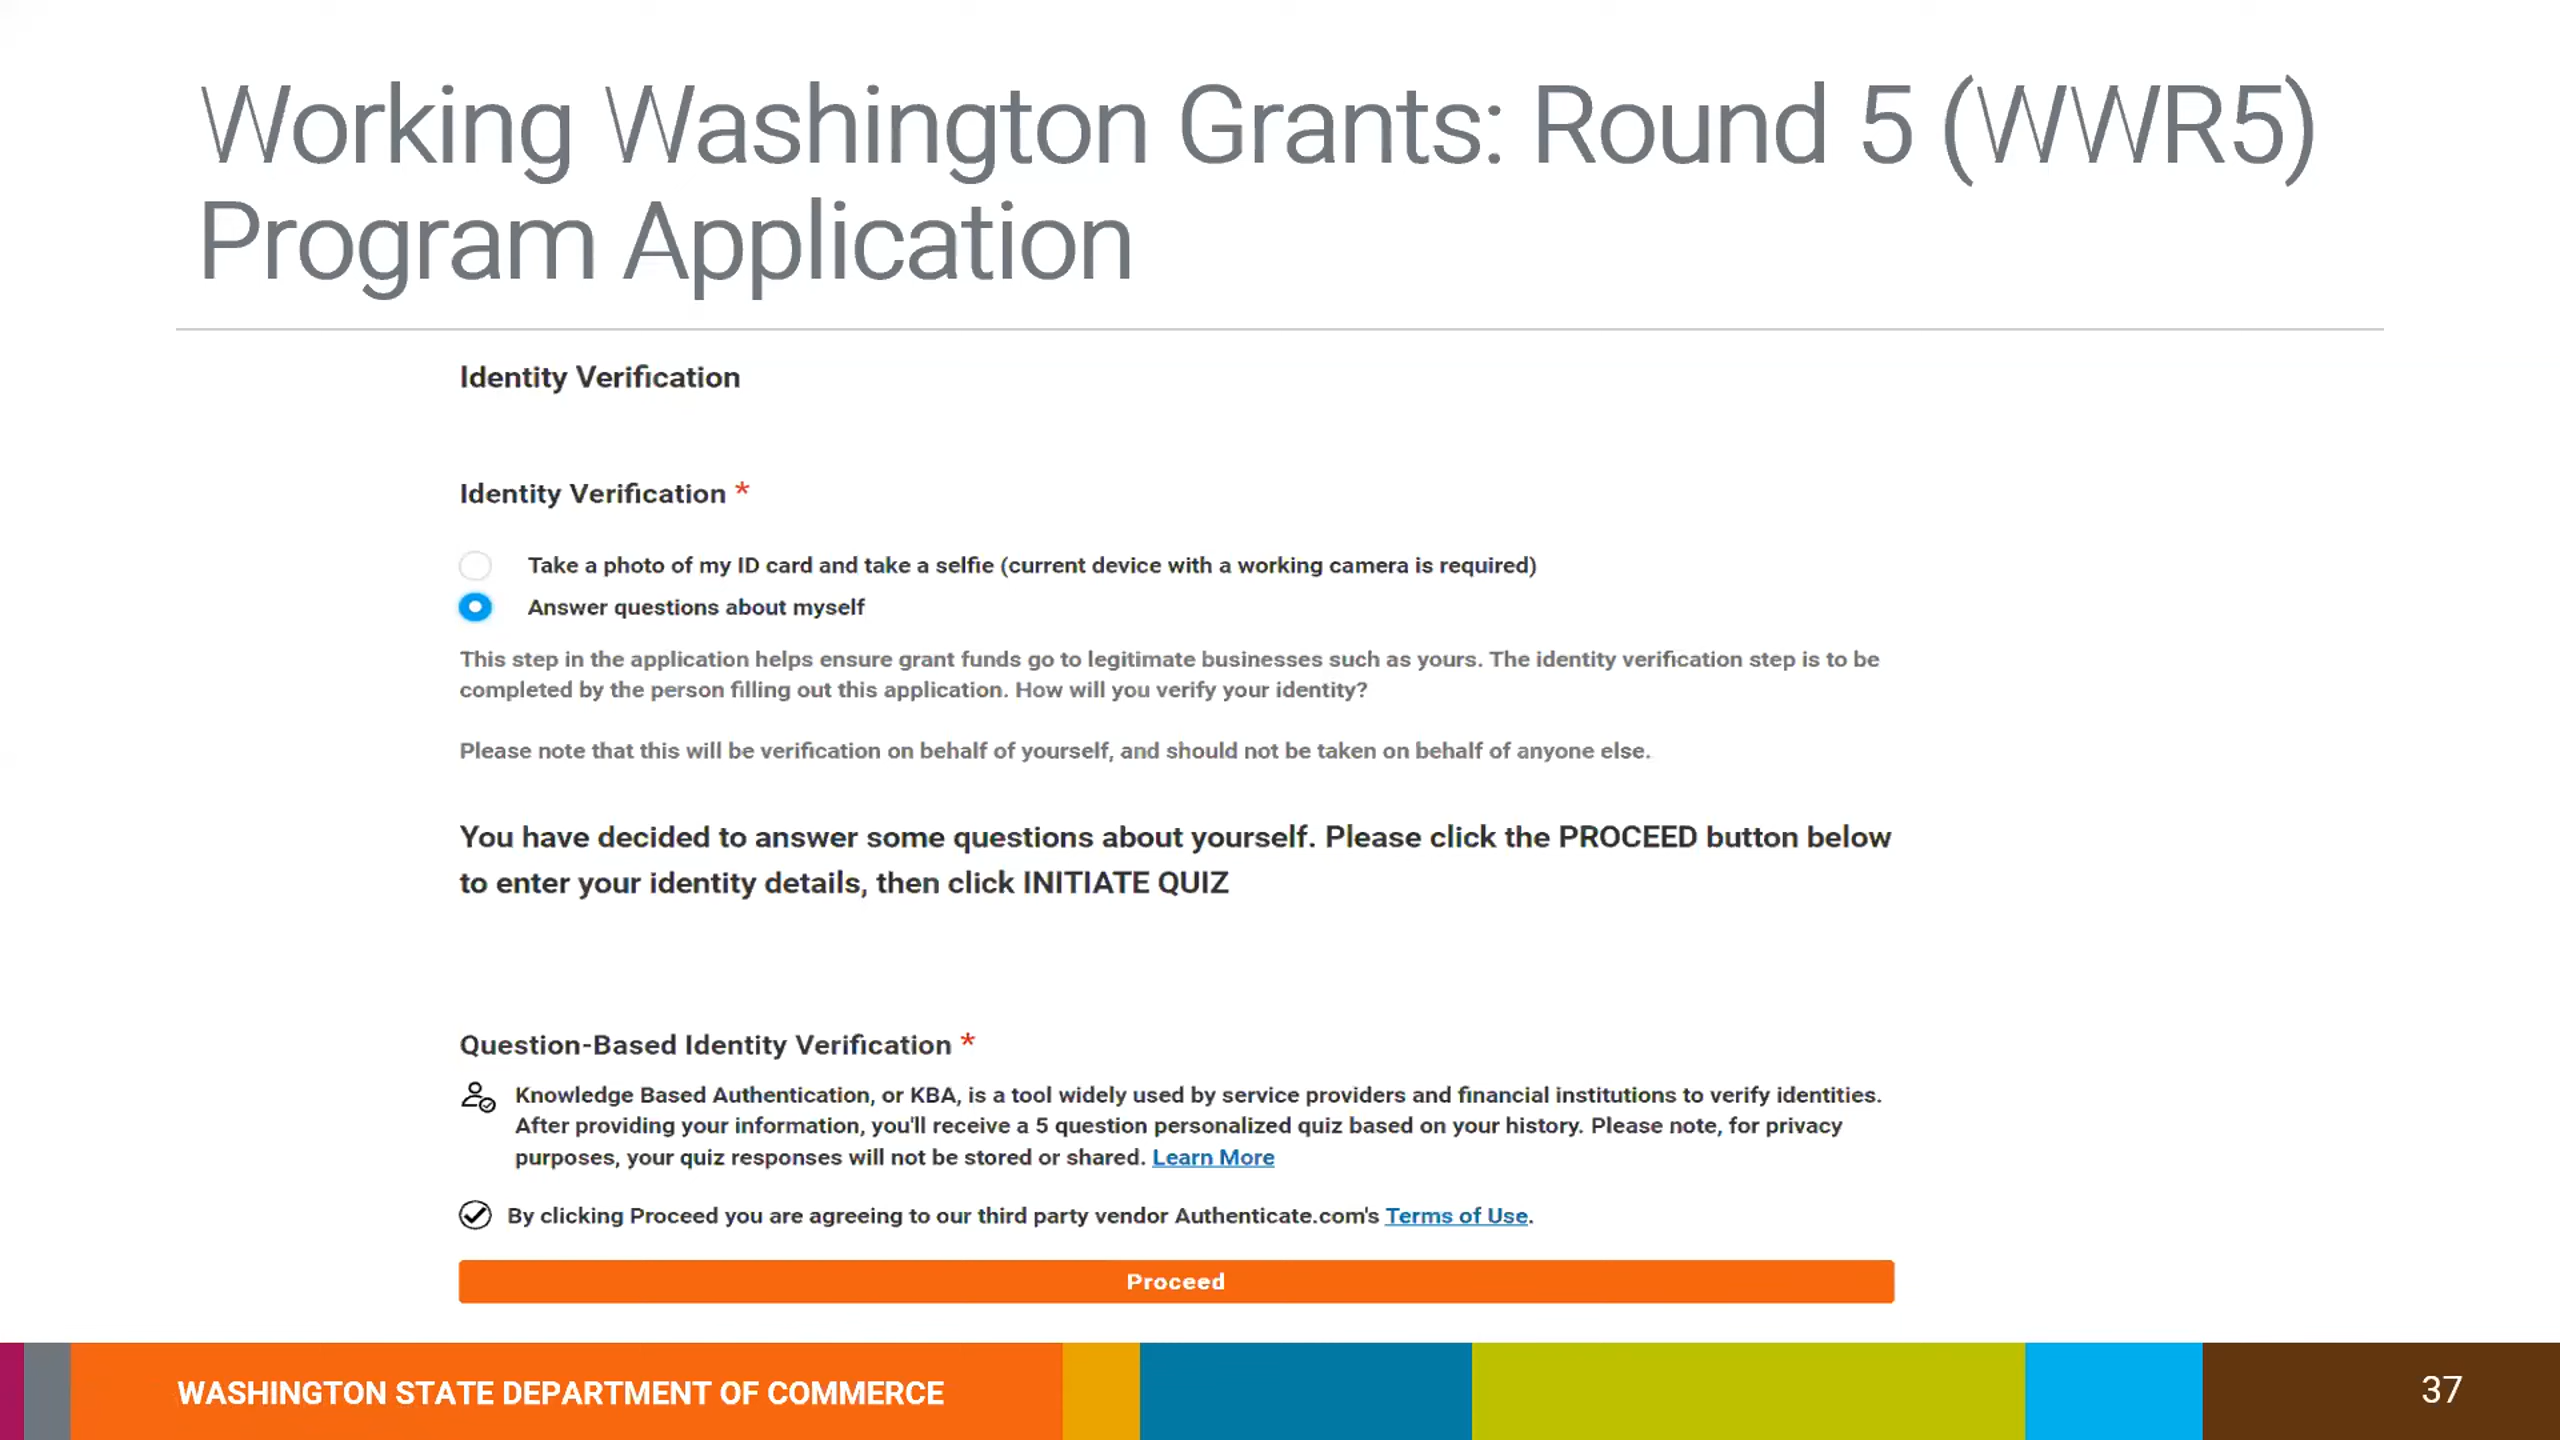 Working Washington Grants: Round 5 (WWR5)
Program Application
Identity Verification
Identity Verification *
Take a photo of my ID card and take a selfie (current device with a working camera is required)
Answer questions about myself
This step in the application helps ensure grant funds go to legitimate businesses such as yours. The identity verification step is to be
completed by the person filling out this application. How will you verify your identity?
Please note that this will be verification on behalf of yourself, and should not be taken on behalf of anyone else.
You have decided to answer some questions about yourself. Please click the PROCEED button below
to enter your identity details, then click INITIATE QUIZ
Question-Based Identity Verification *
Knowledge Based Authentication, or KBA, is a tool widely used by service providers and financial institutions to verify identities.
After providing your information, you'll receive a 5 question personalized quiz based on your history. Please note, for privacy
purposes, your quiz responses will not be stored or shared. Learn More
By clicking Proceed you are agreeing to our third party vendor Authenticate.com's Terms of Use.
Proceed
WASHINGTON STATE DEPARTMENT OF COMMERCE
37